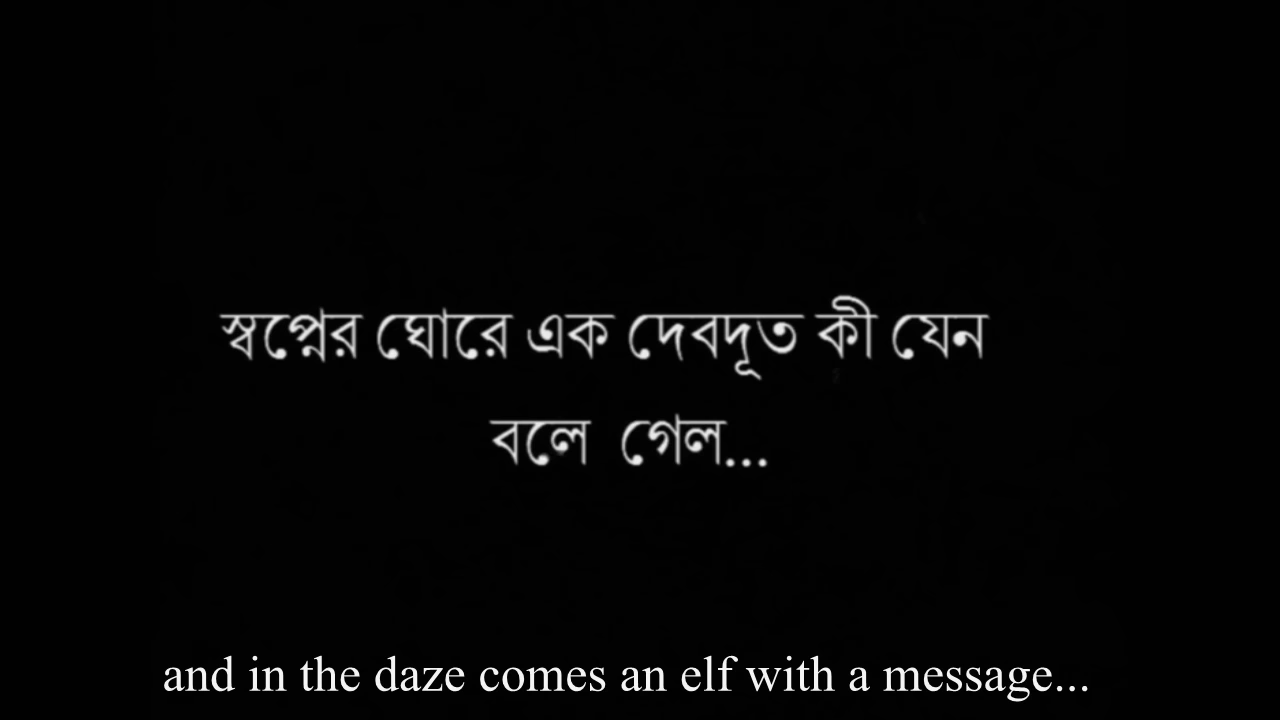 স্বপ্নের ঘোরে এক দেবদূত কী যেন
বলে গেল...
and in the daze comes an elf with a message...